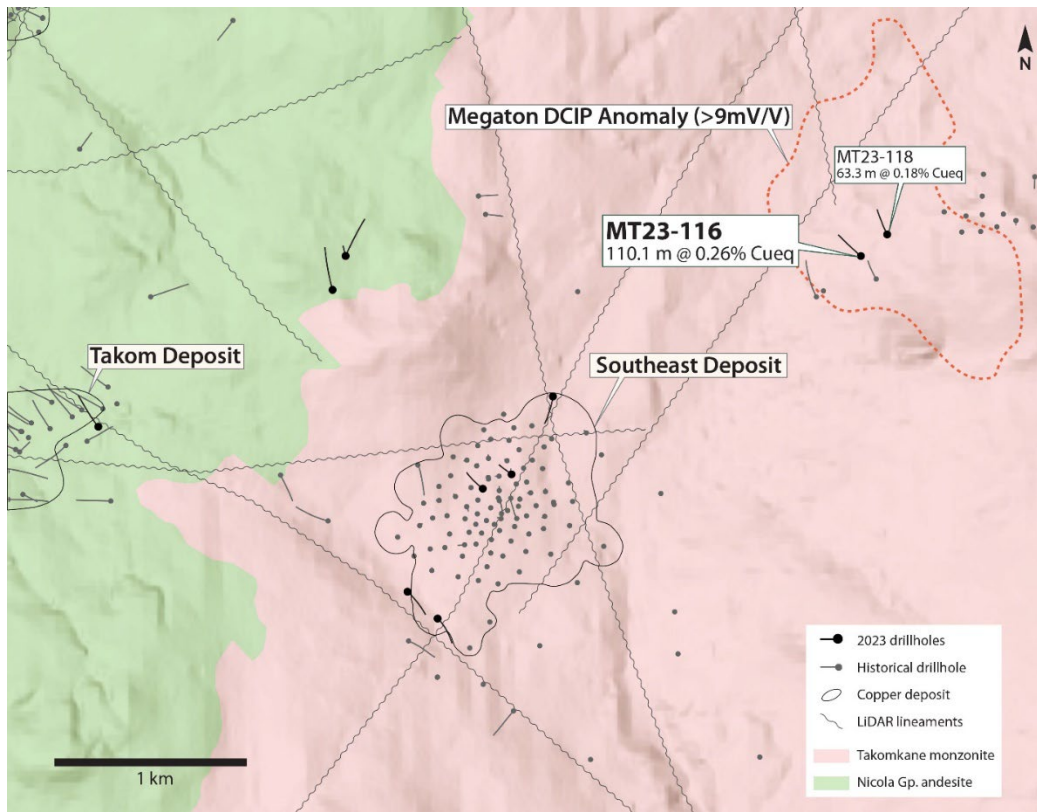 N
Megaton DCIP Anomaly (>9mV/V)
MT23-118
63.3 m @ 0.18% Cueq
MT23-116
110.1 m @ 0.26% Cueq
Takom Deposit
Southeast Deposit
2023 drillholes
Historical drillhole
Copper deposit
LiDAR lineaments
Takomkane monzonite
Nicola Gp. andesite
1 km